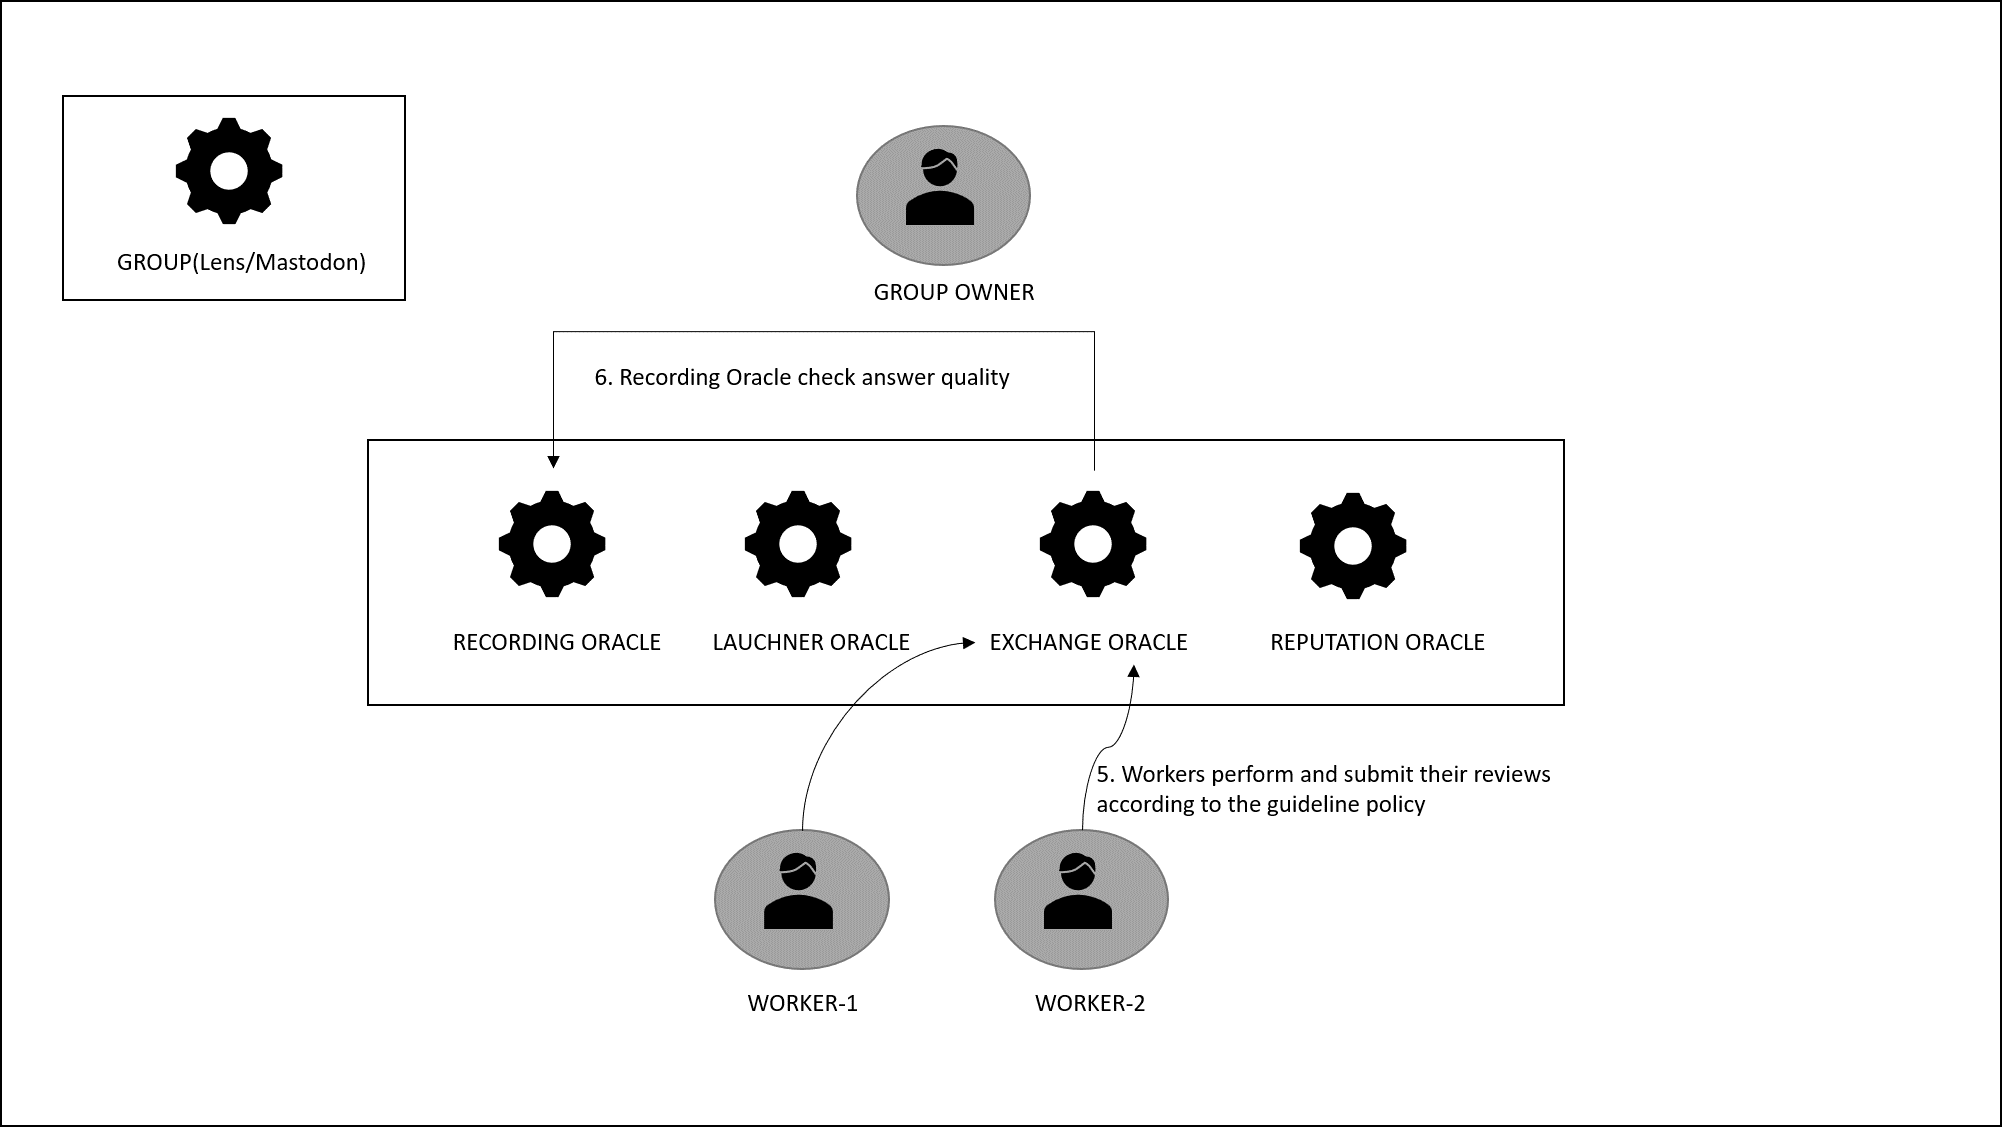 GROUP(Lens/Mastodon)
GROUP OWNER
6. Recording Oracle check answer quality
RECORDING ORACLE
LAUCHNER ORACLE
EXCHANGE ORACLE
REPUTATION ORACLE
5. Workers perform and submit their reviews
according to the guideline policy
WORKER-1
WORKER-2